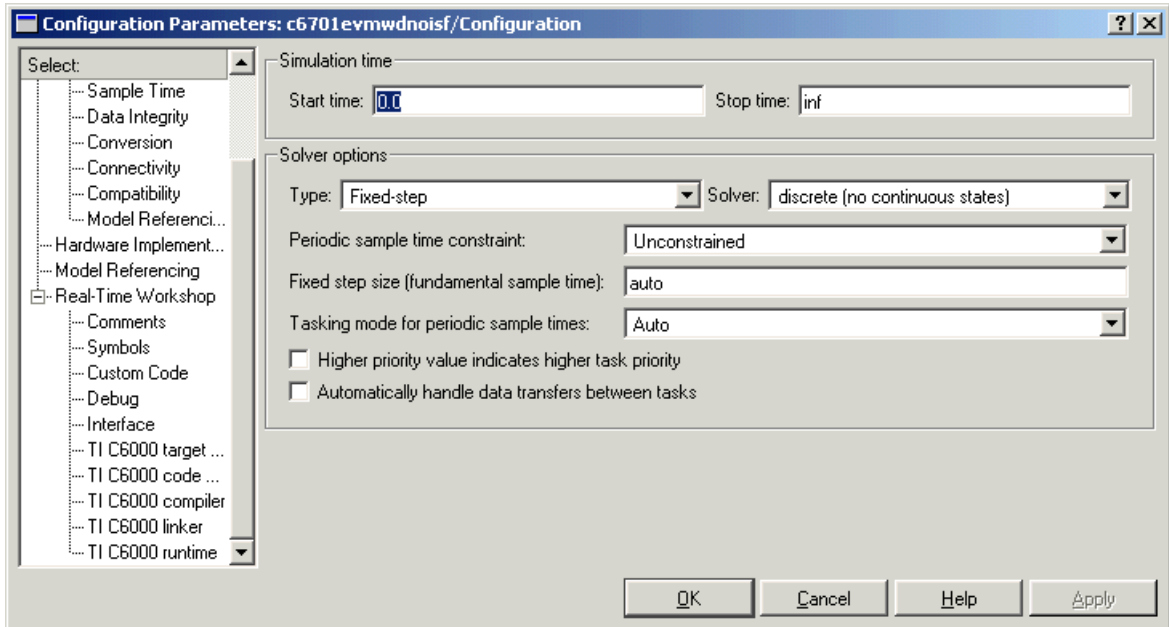 Configuration Parameters: c6701evmwdnoisf/Configuration
Select:
Sample Time
Data Integrity
Conversion
Connectivity
Compatibility
Model Referenci...
Hardware Implement...
Model Referencing
Real-Time Workshop
Comments
Symbols
Custom Code
Debug
Interface
TI C6000 target ...
TI C6000 code ...
TI C6000 compiler
TI C6000 linker
TI C6000 runtime
Simulation time
Start time: 0.0 Stop time: inf
Solver options
Type: Fixed-step Solver: discrete (no continuous states)
Periodic sample time constraint: Unconstrained
Fixed step size (fundamental sample time): auto
Tasking mode for periodic sample times: Auto
Higher priority value indicates higher task priority
Automatically handle data transfers between tasks
OK Cancel Help Apply